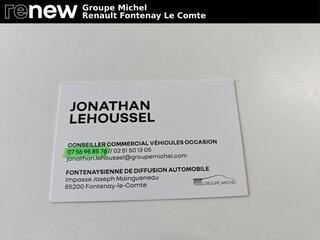 renew
Groupe Michel
Renault Fontenay Le Comte
JONATHAN
LEHOUSSEL
CONSEILLER COMMERCIAL VÉHICULES OCCASION
07 56 95 85 76 // 02 51 50 13 05
jonathan.lehoussel@groupemichel.com
FONTENAYSIENNE DE DIFFUSION AUTOMOBILE
Impasse Joseph Maingueneau
85200 Fontenay-le-Comte
GROUPE MICHEL